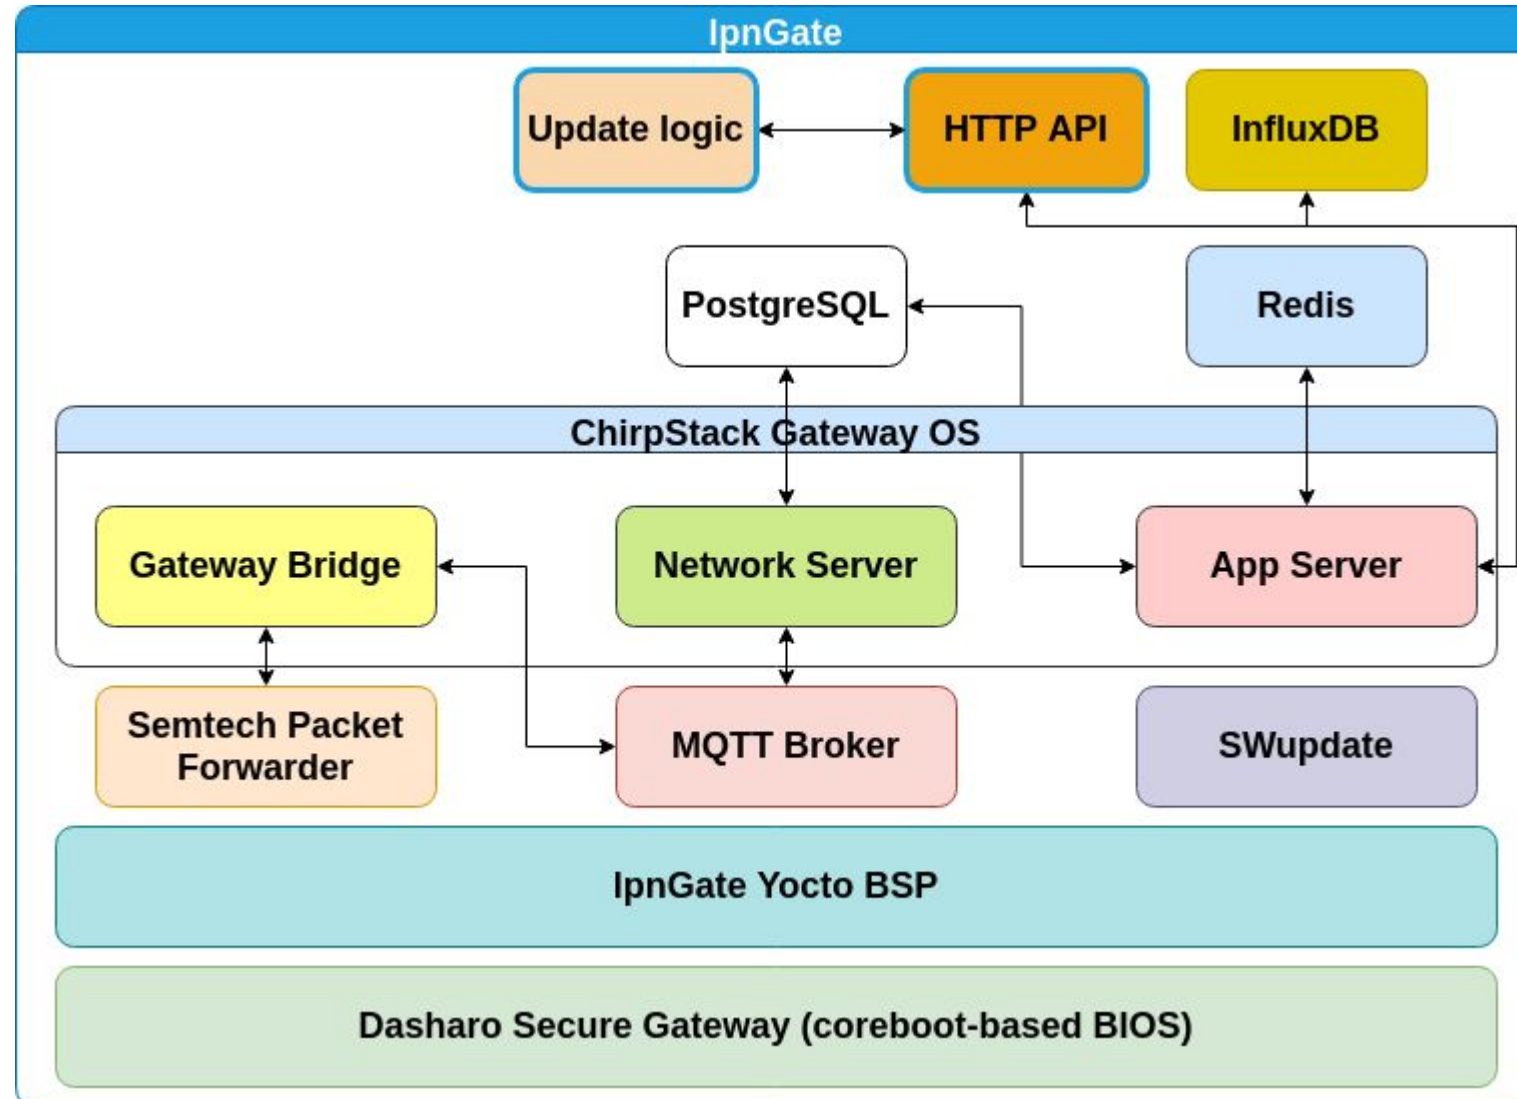 IpnGate
Update logic
HTTP API
InfluxDB
PostgreSQL
Redis
ChirpStack Gateway OS
Gateway Bridge
Network Server
App Server
Semtech Packet
Forwarder
MQTT Broker
SWupdate
IpnGate Yocto BSP
Dasharo Secure Gateway (coreboot-based BIOS)